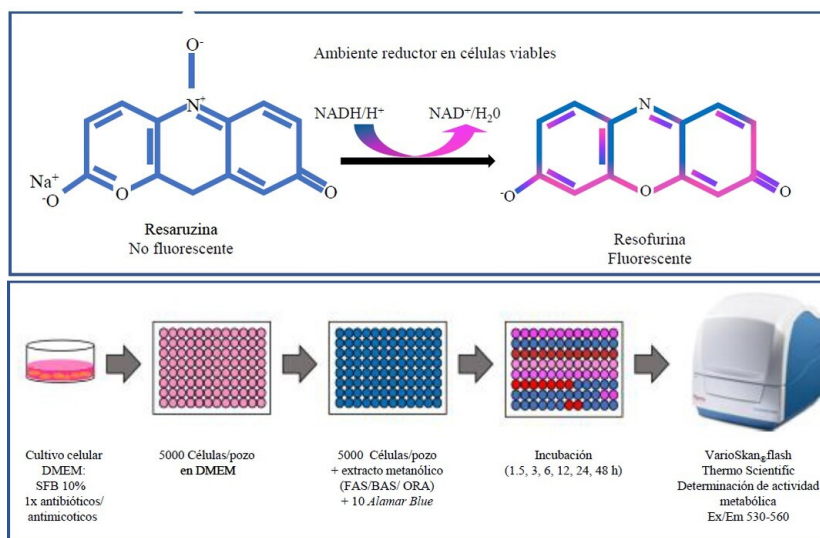 O-
Ambiente reductor en células viables
N+
NADH/H+
NAD+/H20
N
Na+
-O
O
O
-O
O
O
Resaruzina
No fluorescente
Resofurina
Fluorescente
Cultivo celular
DMEM:
SFB 10%
1x antibióticos/
antimicoticos
5000 Células/pozo
en DMEM
5000 Células/pozo
+ extracto metanólico
(FAS/BAS/ ORA)
+ 10 Alamar Blue
Incubación
(1.5, 3, 6, 12, 24, 48 h)
VarioSkan®flash
Thermo Scientific
Determinación de actividad
metabólica
Ex/Em 530-560